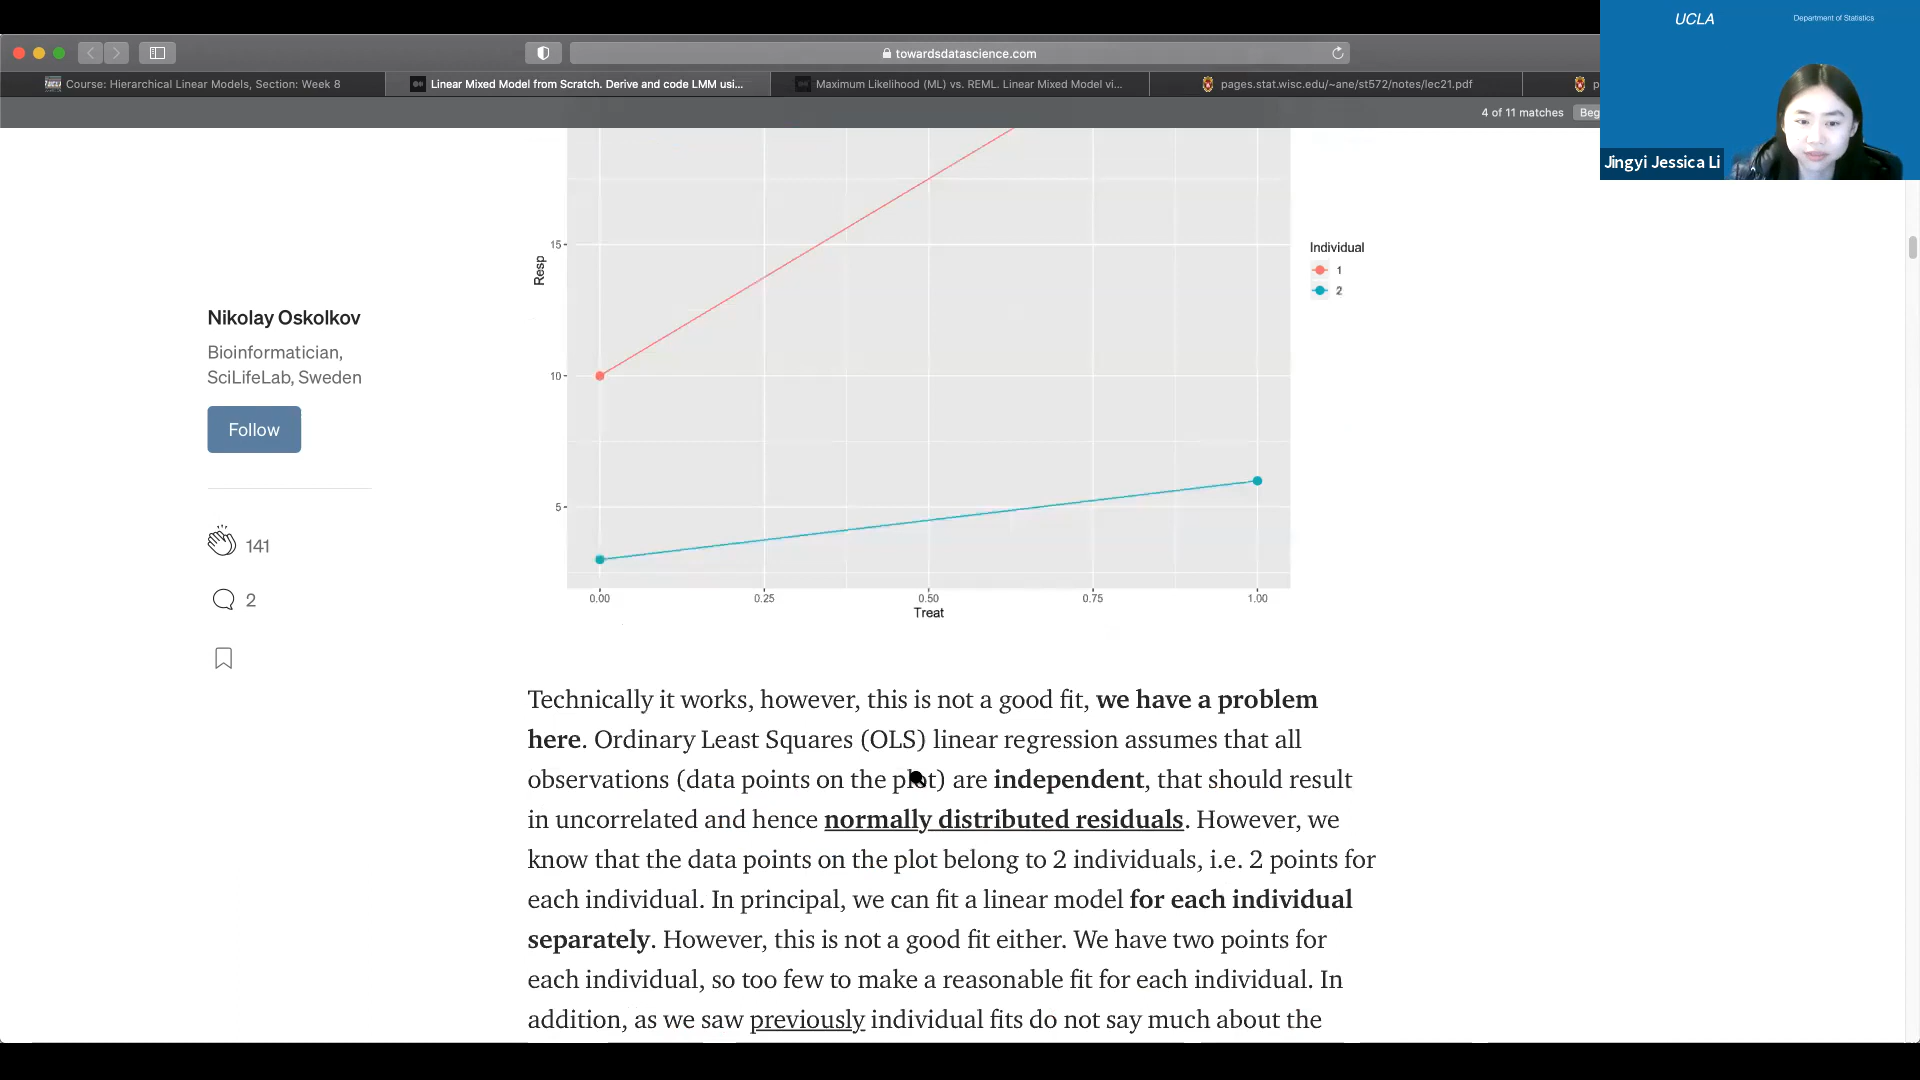 UCLA
Department of Statistics
towardsdatascience.com
Course: Hierarchical Linear Models, Section: Week 8
Linear Mixed Model from Scratch. Derive and code LMM usi...
Maximum Likelihood (ML) vs. REML. Linear Mixed Model vi...
pages.stat.wisc.edu/~ane/st572/notes/lec21.pdf
p
4 of 11 matches
Beg
Jingyi Jessica Li
15
10
5
Resp
0.00
0.25
0.50
0.75
1.00
Treat
Individual
1
2
Nikolay Oskolkov
Bioinformatician,
SciLifeLab, Sweden
Follow
141
2
Technically it works, however, this is not a good fit, we have a problem
here. Ordinary Least Squares (OLS) linear regression assumes that all
observations (data points on the plot) are independent, that should result
in uncorrelated and hence normally distributed residuals. However, we
know that the data points on the plot belong to 2 individuals, i.e. 2 points for
each individual. In principal, we can fit a linear model for each individual
separately. However, this is not a good fit either. We have two points for
each individual, so too few to make a reasonable fit for each individual. In
addition, as we saw previously individual fits do not say much about the